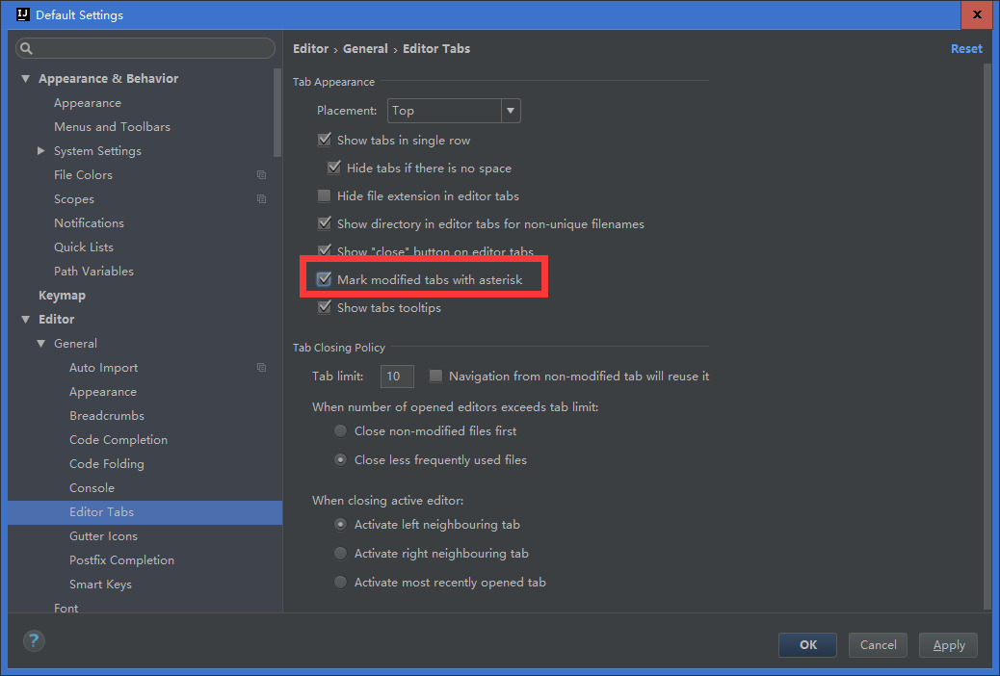 IJ Default Settings
Appearance & Behavior
Appearance
Menus and Toolbars
System Settings
File Colors
Scopes
Notifications
Quick Lists
Path Variables
Keymap
Editor
General
Auto Import
Appearance
Breadcrumbs
Code Completion
Code Folding
Console
Editor Tabs
Gutter Icons
Postfix Completion
Smart Keys
Font
Editor › General › Editor Tabs
Reset
Tab Appearance
Placement: Top
Show tabs in single row
Hide tabs if there is no space
Hide file extension in editor tabs
Show directory in editor tabs for non-unique filenames
Show "close" button on editor tabs
Mark modified tabs with asterisk
Show tabs tooltips
Tab Closing Policy
Tab limit: 10 Navigation from non-modified tab will reuse it
When number of opened editors exceeds tab limit:
Close non-modified files first
Close less frequently used files
When closing active editor:
Activate left neighbouring tab
Activate right neighbouring tab
Activate most recently opened tab
? OK Cancel Apply